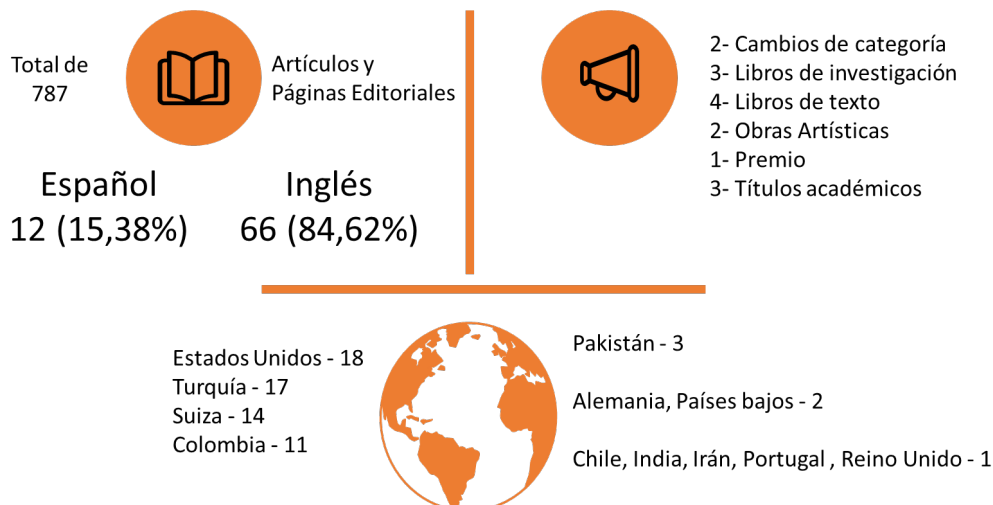 Total de
787
Artículos y
Páginas Editoriales
Español
12 (15,38%)
Inglés
66 (84,62%)
2- Cambios de categoría
3- Libros de investigación
4- Libros de texto
2- Obras Artísticas
1- Premio
3- Títulos académicos
Estados Unidos - 18
Turquía - 17
Suiza - 14
Colombia - 11
Pakistán - 3
Alemania, Países bajos - 2
Chile, India, Irán, Portugal , Reino Unido - 1